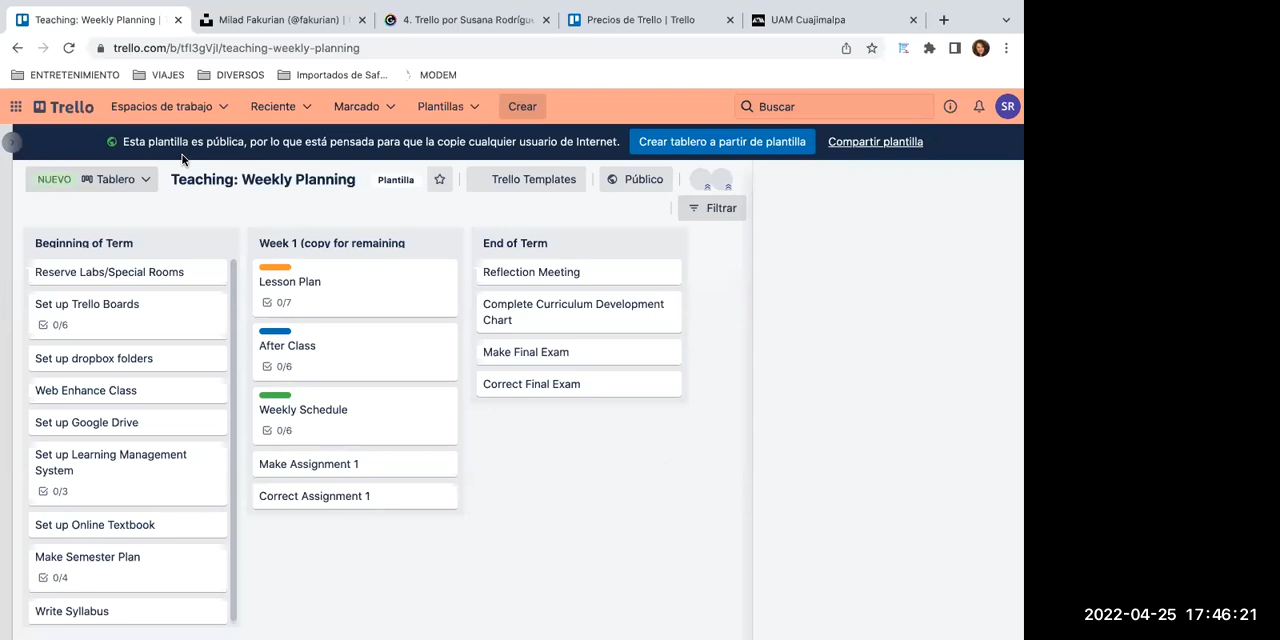 Teaching: Weekly Planning |
Milad Fakurian (@fakurian) |
4. Trello por Susana Rodrígu
Precios de Trello | Trello
UAM Cuajimalpa
trello.com/b/tfI3gVjl/teaching-weekly-planning
ENTRETENIMIENTO
VIAJES
DIVERSOS
Importados de Saf...
MODEM
Trello
Espacios de trabajo
Reciente
Marcado
Plantillas
Crear
Buscar
SR
Esta plantilla es pública, por lo que está pensada para que la copie cualquier usuario de Internet.
Crear tablero a partir de plantilla
Compartir plantilla
NUEVO
Tablero
Teaching: Weekly Planning
Plantilla
Trello Templates
Público
Filtrar
Beginning of Term
Reserve Labs/Special Rooms
Set up Trello Boards
0/6
Set up dropbox folders
Web Enhance Class
Set up Google Drive
Set up Learning Management
System
0/3
Set up Online Textbook
Make Semester Plan
0/4
Write Syllabus
Week 1 (copy for remaining
Lesson Plan
0/7
After Class
0/6
Weekly Schedule
0/6
Make Assignment 1
Correct Assignment 1
End of Term
Reflection Meeting
Complete Curriculum Development
Chart
Make Final Exam
Correct Final Exam
2022-04-25 17:46:21